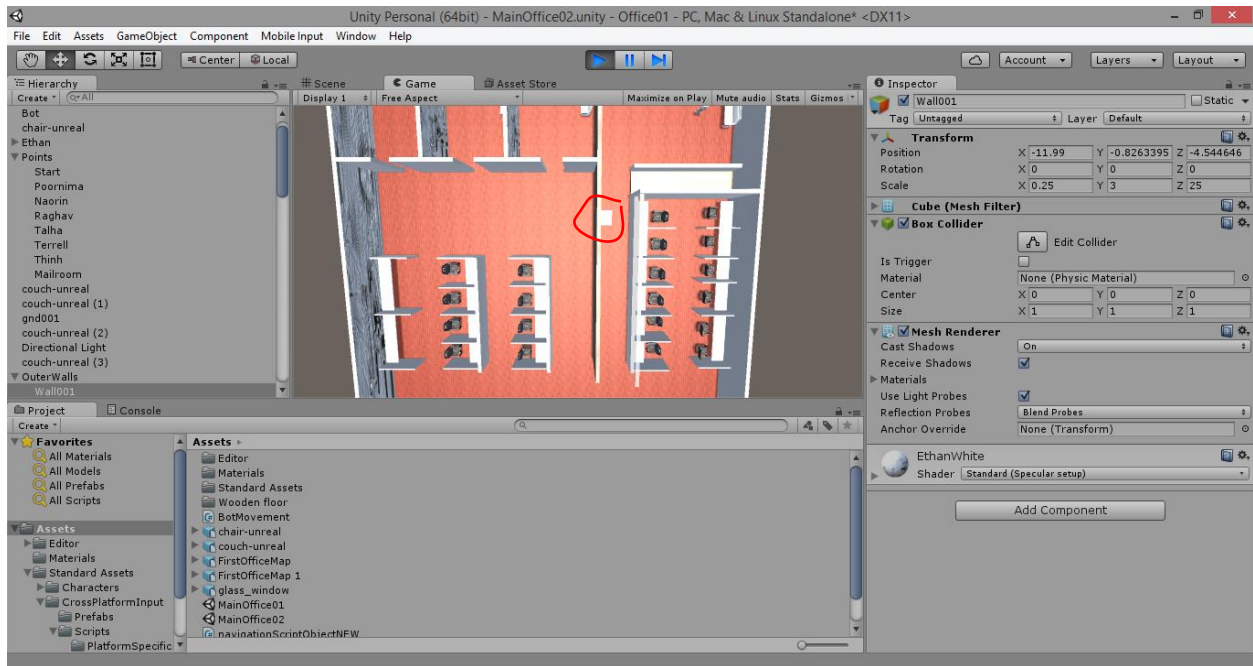 Unity Personal (64bit) - MainOffice02.unity - Office01 - PC, Mac & Linux Standalone* <DX11>
File Edit Assets GameObject Component Mobile Input Window Help
Center Local Account Layers Layout
Hierarchy
Create All
Bot
chair-unreal
Ethan
Points
Start
Poornima
Naorin
Raghav
Talha
Terrell
Thinh
Mailroom
couch-unreal
couch-unreal (1)
gnd001
couch-unreal (2)
Directional Light
couch-unreal (3)
OuterWalls
Wall001
Scene Game Asset Store
Display 1 Free Aspect Maximize on Play Mute audio Stats Gizmos
Inspector
Wall001 Static
Tag Untagged Layer Default
Transform
Position X -11.99 Y -0.8263395 Z -4.544646
Rotation X 0 Y 0 Z 0
Scale X 0.25 Y 3 Z 25
Cube (Mesh Filter)
Box Collider
Edit Collider
Is Trigger
Material None (Physic Material)
Center X 0 Y 0 Z 0
Size X 1 Y 1 Z 1
Mesh Renderer
Cast Shadows On
Receive Shadows
Materials
Use Light Probes
Reflection Probes Blend Probes
Anchor Override None (Transform)
EthanWhite
Shader Standard (Specular setup)
Add Component
Project Console
Create
Favorites
All Materials
All Models
All Prefabs
All Scripts
Assets
Editor
Materials
Standard Assets
Characters
CrossPlatformInput
Prefabs
Scripts
PlatformSpecific
Assets
Editor
Materials
Standard Assets
Wooden floor
BotMovement
chair-unreal
couch-unreal
FirstOfficeMap
FirstOfficeMap 1
glass_window
MainOffice01
MainOffice02
navigationScriptObjectNEW